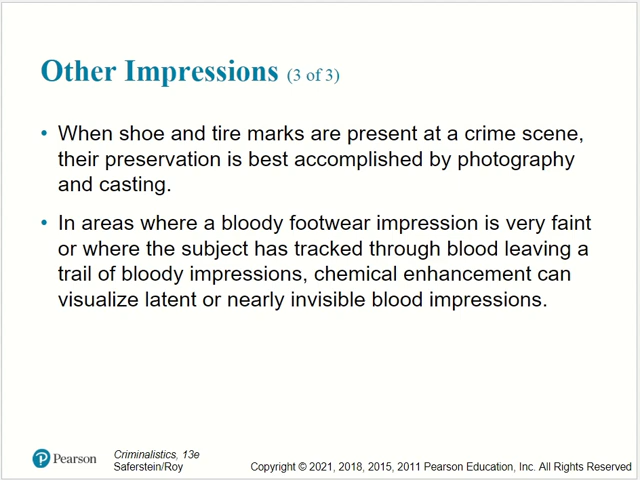 Other Impressions (3 of 3)
• When shoe and tire marks are present at a crime scene,
their preservation is best accomplished by photography
and casting.
• In areas where a bloody footwear impression is very faint
or where the subject has tracked through blood leaving a
trail of bloody impressions, chemical enhancement can
visualize latent or nearly invisible blood impressions.
Pearson
Criminalistics, 13e
Saferstein/Roy
Copyright © 2021, 2018, 2015, 2011 Pearson Education, Inc. All Rights Reserved